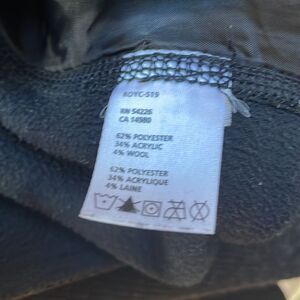 KOYC-519
RN 54226
CA 14980
62% POLYESTER
34% ACRYLIC
4% WOOL
62% POLYESTER
34% ACRYLIQUE
4% LAINE